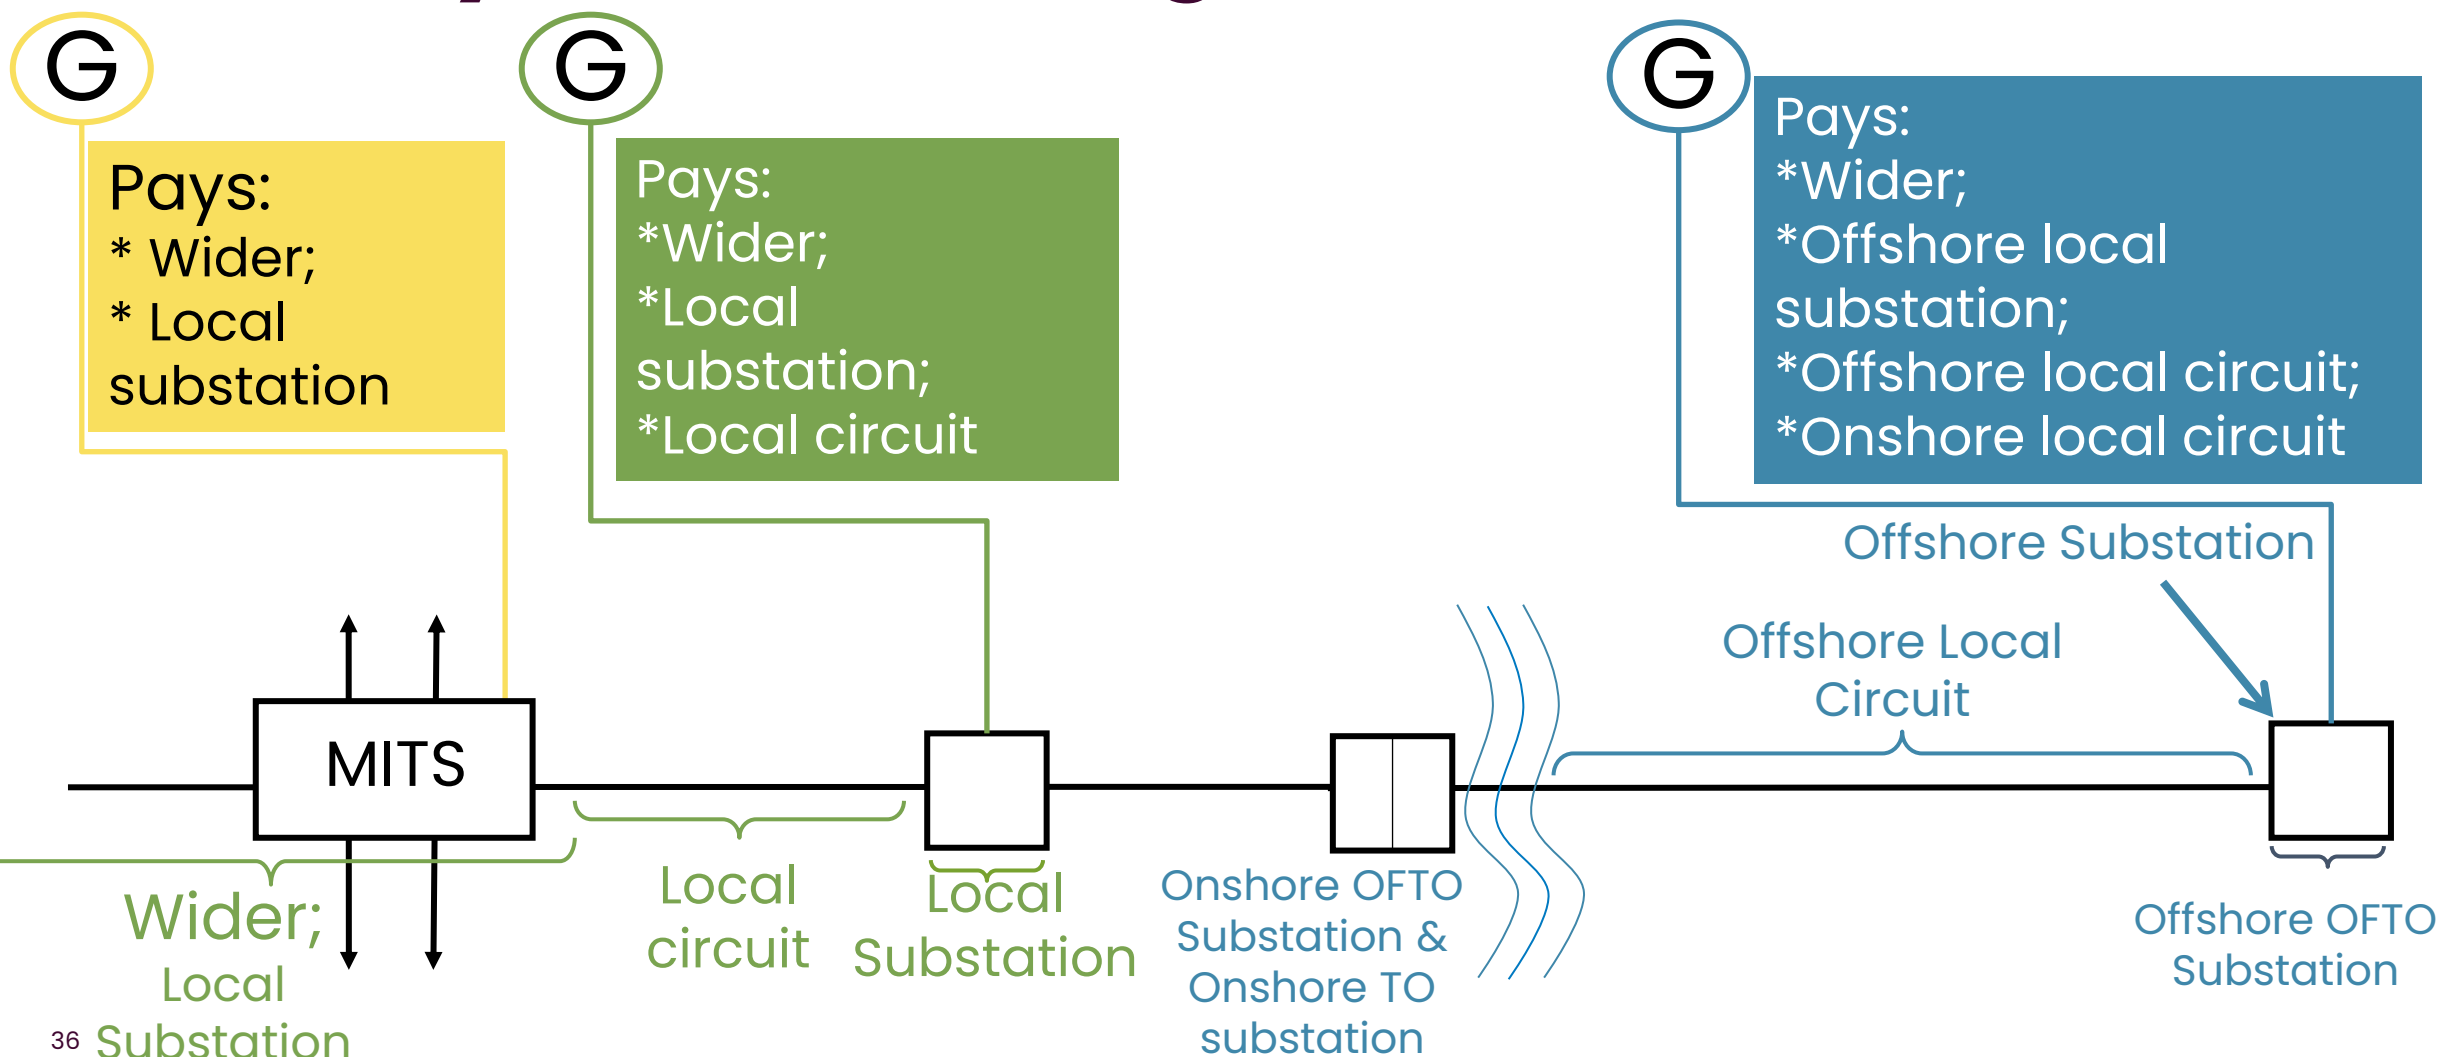 G
Pays:
* Wider;
* Local
substation
G
Pays:
*Wider;
*Local
substation;
*Local circuit
G
Pays:
*Wider;
*Offshore local
substation;
*Offshore local circuit;
*Onshore local circuit
Offshore Substation
Offshore Local
Circuit
MITS
Wider;
Local
Substation
Local
circuit
Local
Substation
Onshore OFTO
Substation &
Onshore TO
substation
Offshore OFTO
Substation
36